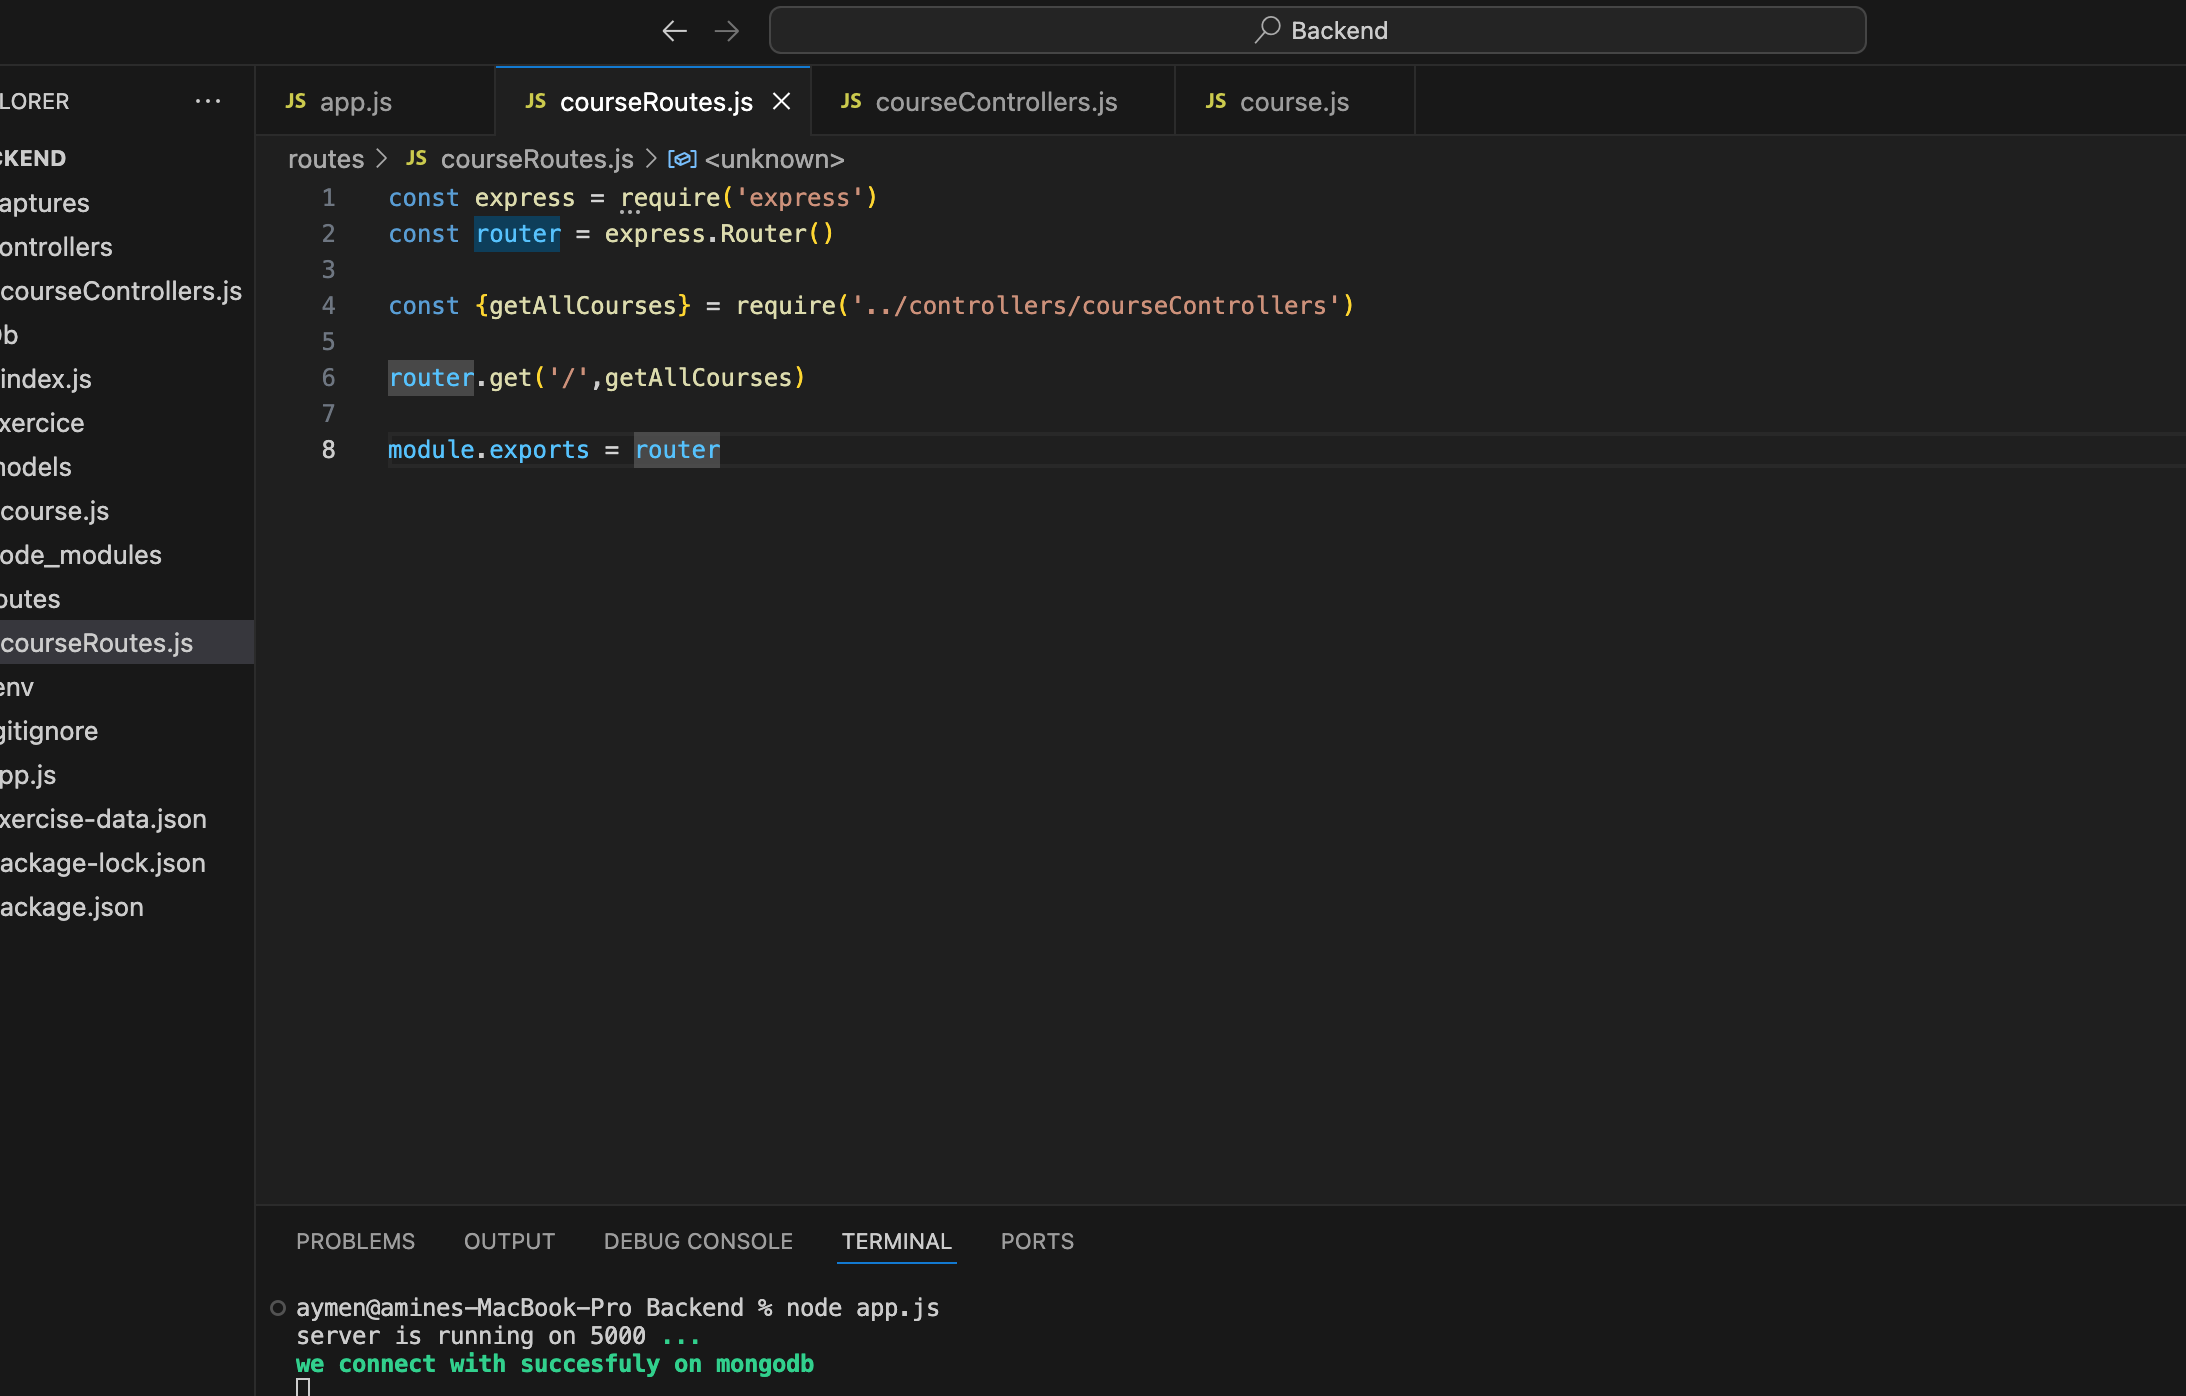 Backend
LORER
JS app.js
JS courseRoutes.js
JS courseControllers.js
JS course.js
CKEND
aptures
ontrollers
courseControllers.js
b
index.js
xercice
nodels
course.js
ode_modules
outes
courseRoutes.js
env
gitignore
pp.js
xercise-data.json
ackage-lock.json
ackage.json
routes > JS courseRoutes.js > <unknown>
1 const express = require('express')
2 const router = express.Router()
3
4 const {getAllCourses} = require('../controllers/courseControllers')
5
6 router.get('/',getAllCourses)
7
8 module.exports = router
PROBLEMS OUTPUT DEBUG CONSOLE TERMINAL PORTS
aymen@amines-MacBook-Pro Backend % node app.js
server is running on 5000 ...
we connect with succesfuly on mongodb